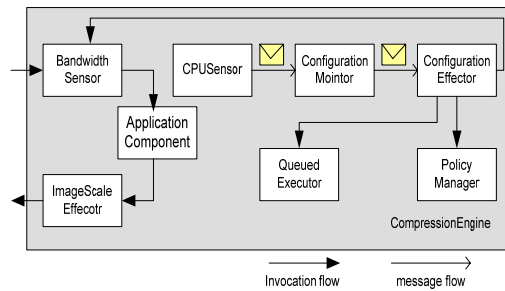 Bandwidth
Sensor
CPUSensor
Configuration
Mointor
Configuration
Effector
Application
Component
Queued
Executor
Policy
Manager
ImageScale
Effecotr
CompressionEngine
Invocation flow
message flow